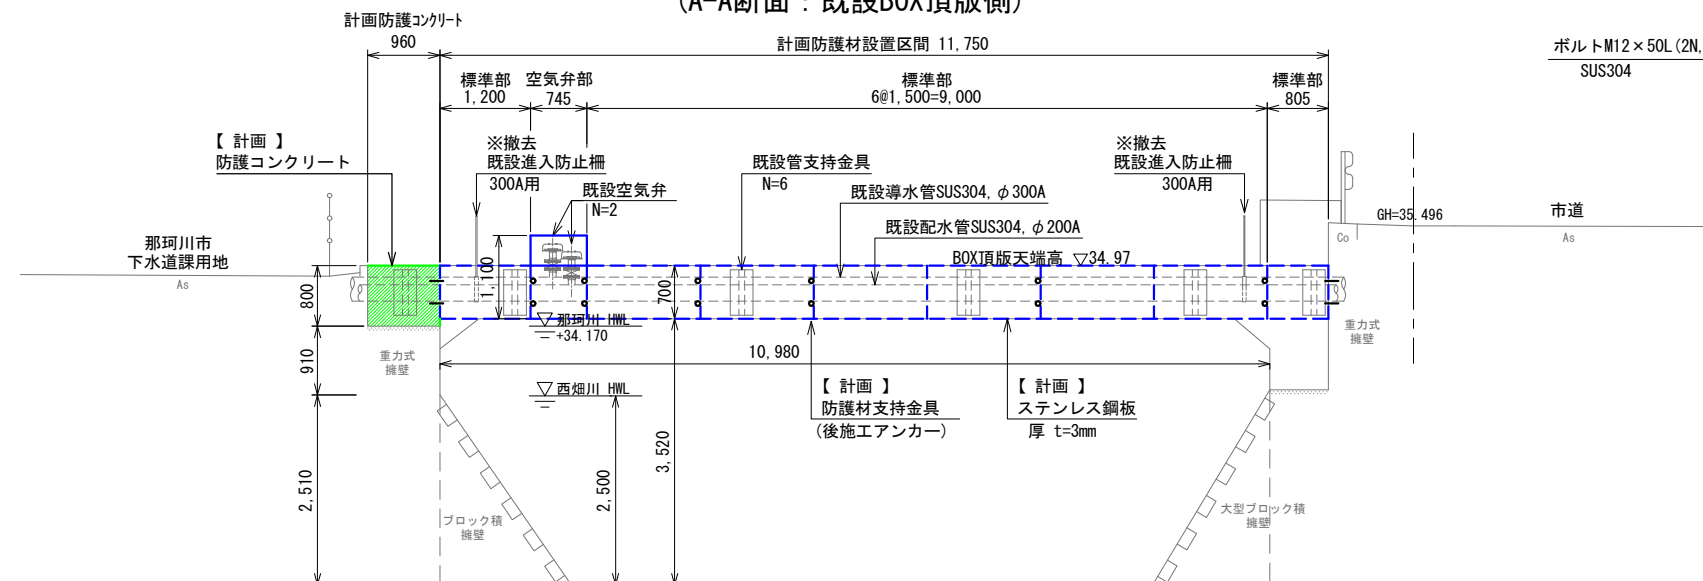 (A-A断面：既設BOX頂版側)
計画防護ｺﾝｸﾘｰﾄ
960
計画防護材設置区間 11,750
ボルトM12×50L(2N,
SUS304
標準部
1,200
空気弁部
745
標準部
6@1,500=9,000
標準部
805
【 計画 】
防護コンクリート
※撤去
既設進入防止柵
300A用
既設空気弁
N=2
既設管支持金具
N=6
既設導水管SUS304, φ300A
既設配水管SUS304, φ200A
BOX頂版天端高 ▽34.97
※撤去
既設進入防止柵
300A用
GH=35.496
市道
Co
As
那珂川市
下水道課用地
As
800
1,100
700
那珂川 HWL
+34.170
910
重力式
擁壁
10,980
重力式
擁壁
西畑川 HWL
【 計画 】
防護材支持金具
(後施工アンカー)
【 計画 】
ステンレス鋼板
厚 t=3mm
2,510
2,500
3,520
ブロック積
擁壁
大型ブロック積
擁壁